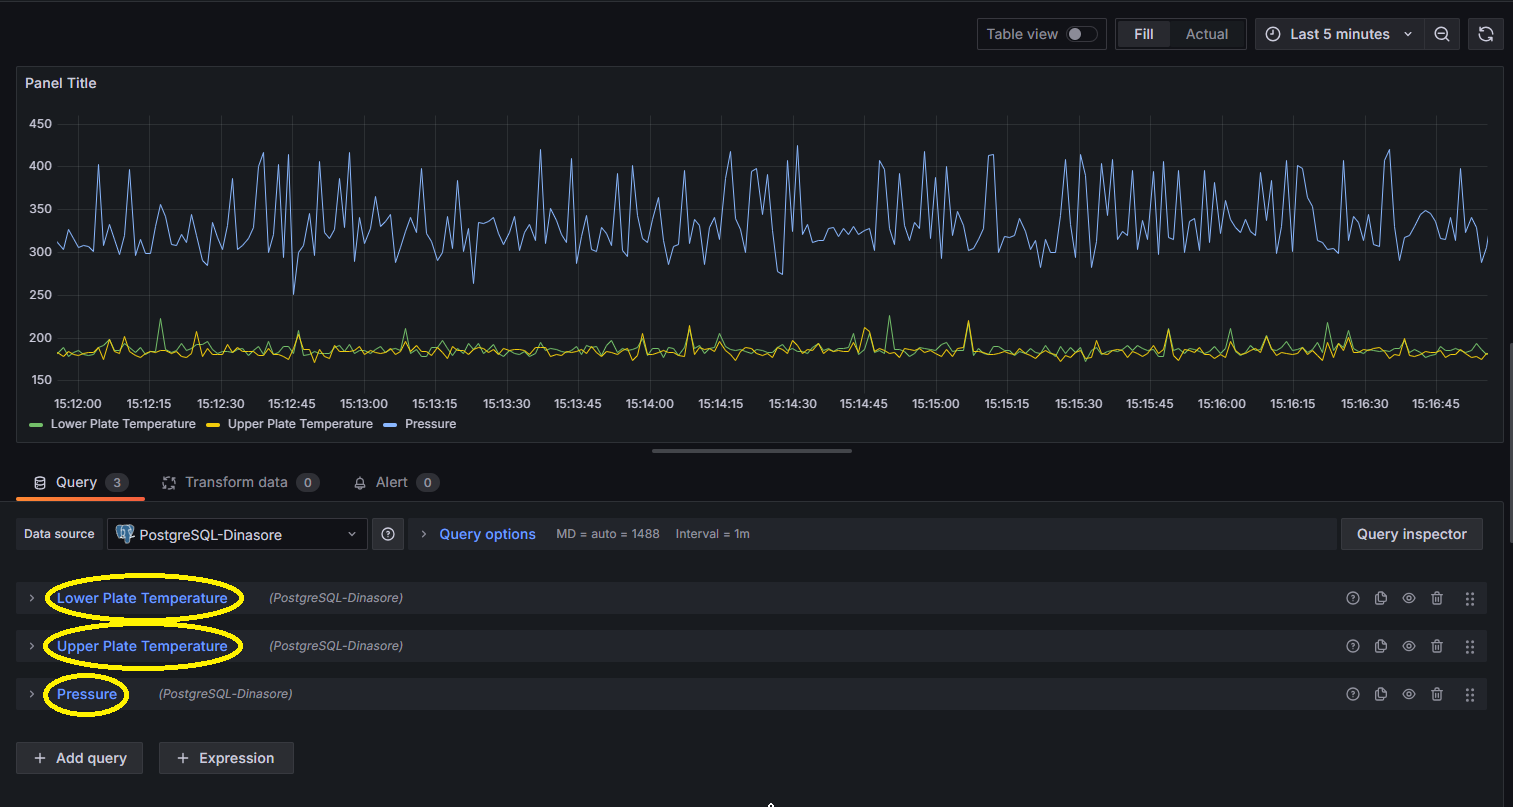 Table view Fill Actual Last 5 minutes
Panel Title
450
400
350
300
250
200
150
15:12:00 15:12:15 15:12:30 15:12:45 15:13:00 15:13:15 15:13:30 15:13:45 15:14:00 15:14:15 15:14:30 15:14:45 15:15:00 15:15:15 15:15:30 15:15:45 15:16:00 15:16:15 15:16:30 15:16:45
Lower Plate Temperature Upper Plate Temperature Pressure
Query 3 Transform data 0 Alert 0
Data source PostgreSQL-Dinasore Query options MD = auto = 1488 Interval = 1m Query inspector
Lower Plate Temperature (PostgreSQL-Dinasore)
Upper Plate Temperature (PostgreSQL-Dinasore)
Pressure (PostgreSQL-Dinasore)
+ Add query + Expression